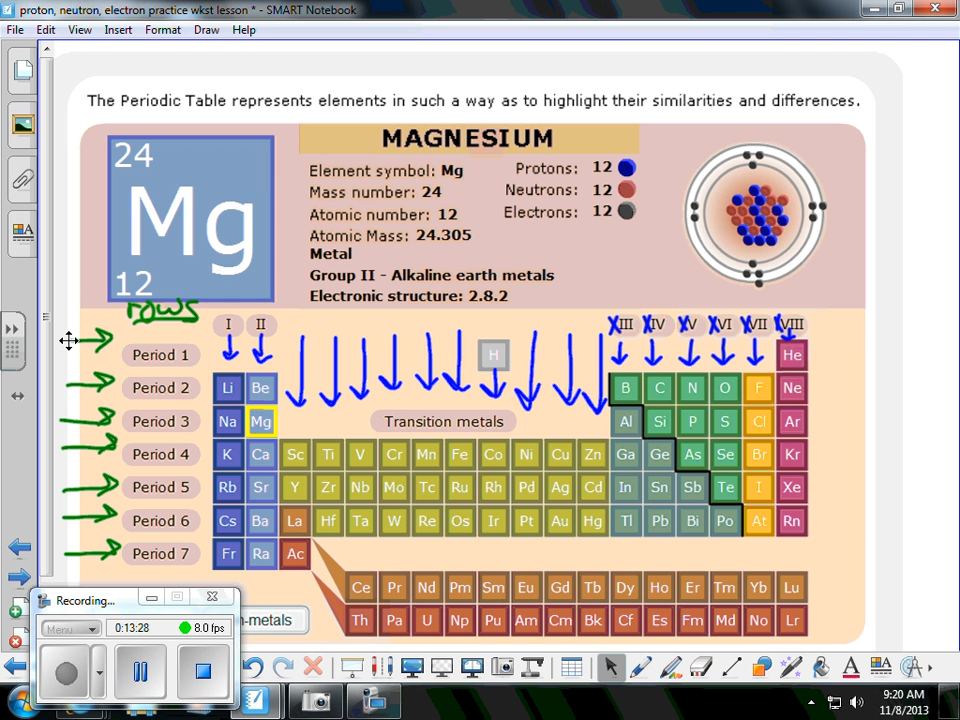 proton, neutron, electron practice wkst lesson * - SMART Notebook
File Edit View Insert Format Draw Help
The Periodic Table represents elements in such a way as to highlight their similarities and differences.
MAGNESIUM
24
Mg
12
Element symbol: Mg
Mass number: 24
Atomic number: 12
Atomic Mass: 24.305
Metal
Group II - Alkaline earth metals
Electronic structure: 2.8.2
Protons: 12
Neutrons: 12
Electrons: 12
rows
I II III IV V VI VII VIII
Period 1 H He
Period 2 Li Be B C N O F Ne
Period 3 Na Mg Transition metals Al Si P S Cl Ar
Period 4 K Ca Sc Ti V Cr Mn Fe Co Ni Cu Zn Ga Ge As Se Br Kr
Period 5 Rb Sr Y Zr Nb Mo Tc Ru Rh Pd Ag Cd In Sn Sb Te I Xe
Period 6 Cs Ba La Hf Ta W Re Os Ir Pt Au Hg Tl Pb Bi Po At Rn
Period 7 Fr Ra Ac
Ce Pr Nd Pm Sm Eu Gd Tb Dy Ho Er Tm Yb Lu
Th Pa U Np Pu Am Cm Bk Cf Es Fm Md No Lr
n-metals
Recording...
Menu 0:13:28 8.0 fps
9:20 AM
11/8/2013